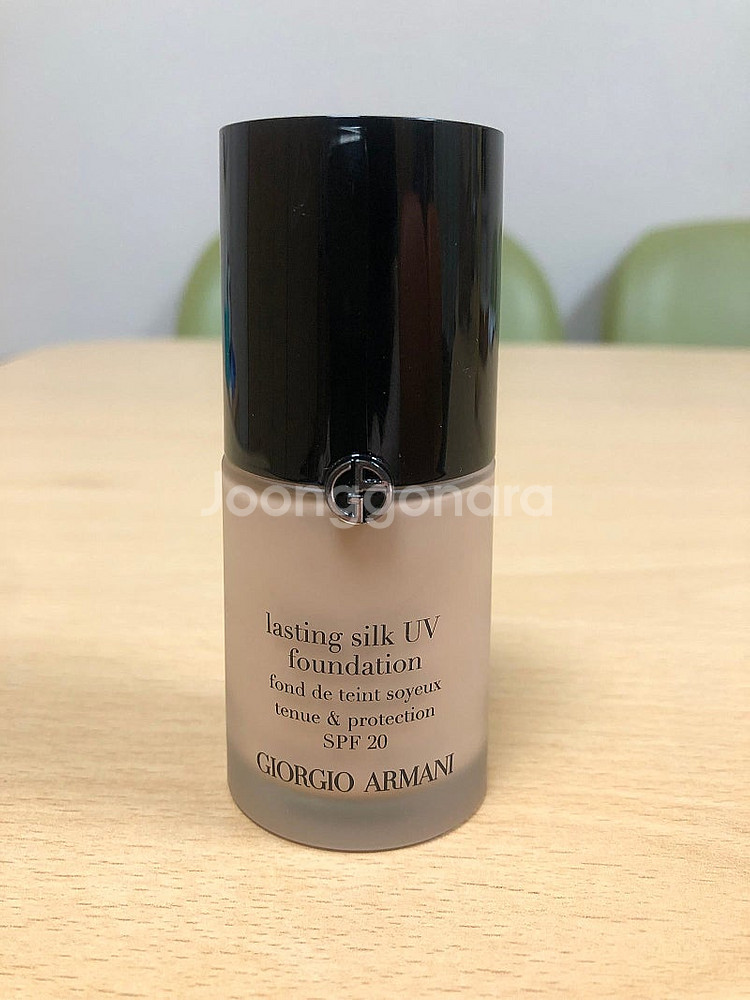 Joonggonara
lasting silk UV
foundation
fond de teint soyeux
tenue & protection
SPF 20
GIORGIO ARMANI